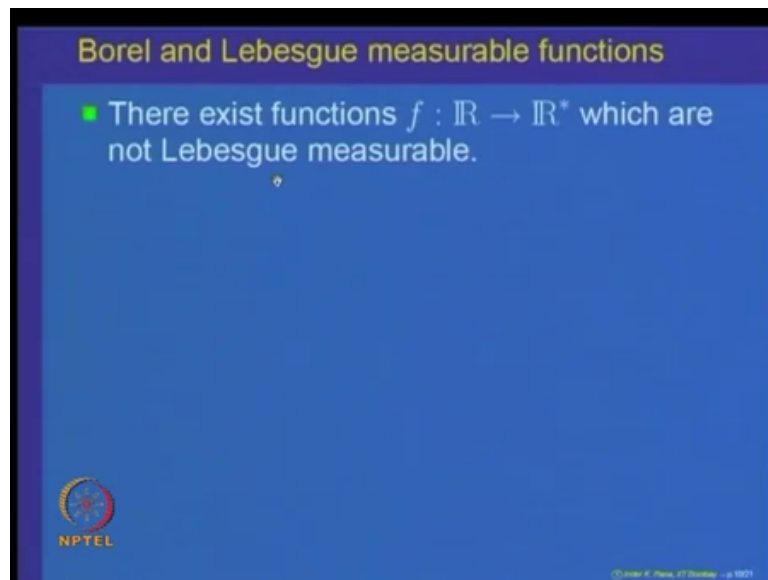 Borel and Lebesgue measurable functions
There exist functions f : ℝ → ℝ* which are
not Lebesgue measurable.
NPTEL